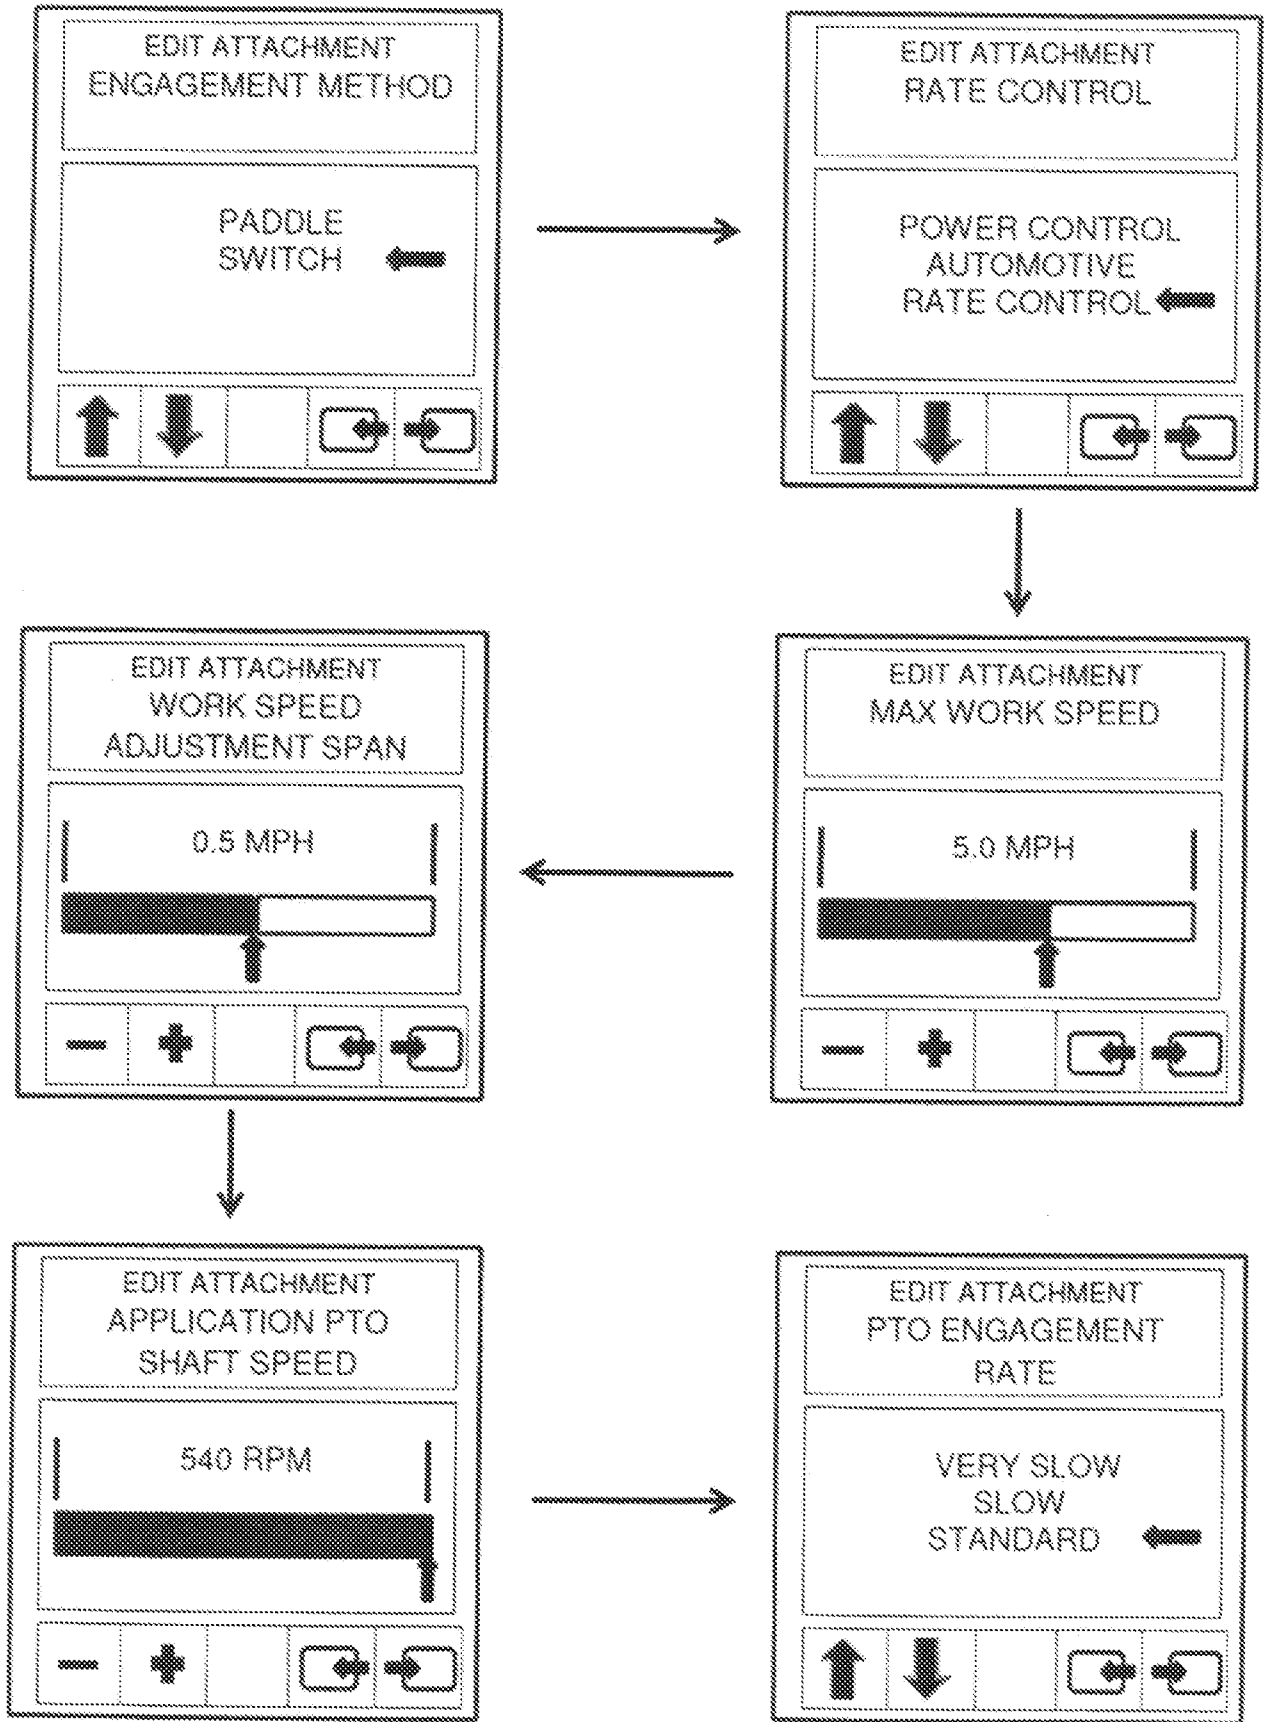 EDIT ATTACHMENT
ENGAGEMENT METHOD
PADDLE
SWITCH
EDIT ATTACHMENT
RATE CONTROL
POWER CONTROL
AUTOMOTIVE
RATE CONTROL
EDIT ATTACHMENT
MAX WORK SPEED
5.0 MPH
EDIT ATTACHMENT
WORK SPEED
ADJUSTMENT SPAN
0.5 MPH
EDIT ATTACHMENT
APPLICATION PTO
SHAFT SPEED
540 RPM
EDIT ATTACHMENT
PTO ENGAGEMENT
RATE
VERY SLOW
SLOW
STANDARD